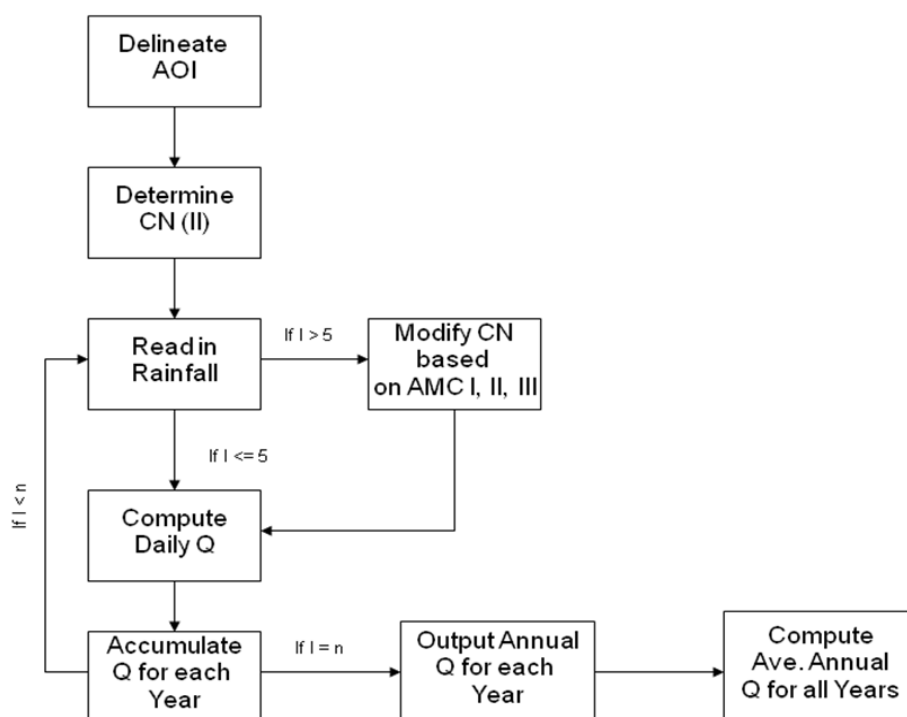 Delineate
AOI
Determine
CN (II)
Read in
Rainfall
If I > 5
Modify CN
based
on AMC I, II, III
If I <= 5
If I < n
Compute
Daily Q
Accumulate
Q for each
Year
If I = n
Output Annual
Q for each
Year
Compute
Ave. Annual
Q for all Years